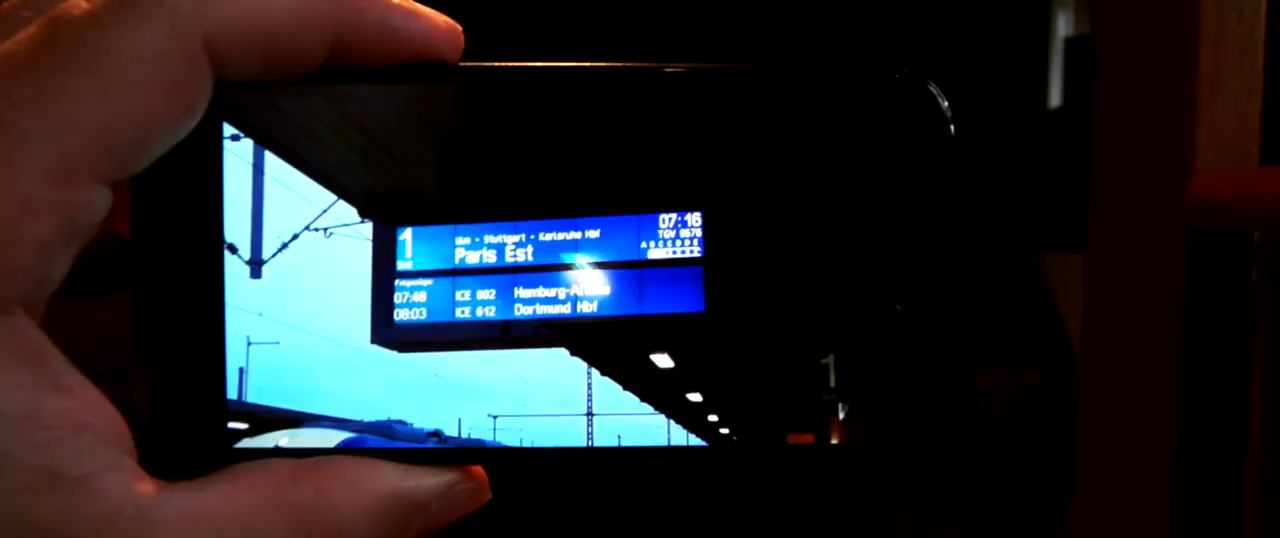 1
07:16
Ulm - Stuttgart - Karlsruhe Hbf
TGV 9576
Paris Est
A B C C D D E
Folgezüge:
07:48 ICE 802 Hamburg-Altona
08:03 ICE 612 Dortmund Hbf
1